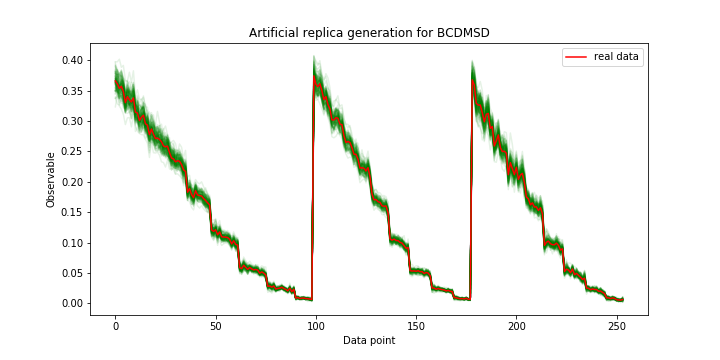 Artificial replica generation for BCDMSD
real data
Observable
0.40
0.35
0.30
0.25
0.20
0.15
0.10
0.05
0.00
0 50 100 150 200 250
Data point